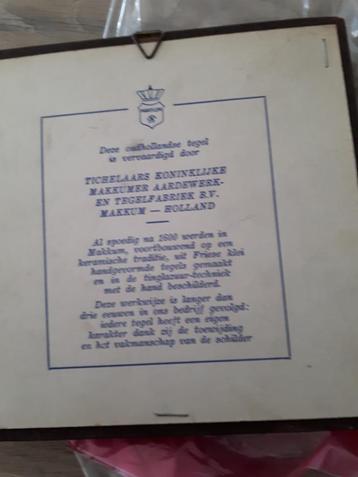 Deze oudhollandse tegel
is vervaardigd door
TICHELAARS KONINKLIJKE
MAKKUMER AARDEWERK-
EN TEGELFABRIEK B.V.
MAKKUM — HOLLAND
Al spoedig na 1600 werden in
Makkum, voortbouwend op een
keramische traditie, uit Friese klei
handgevormde tegels gemaakt
en in de tinglazuur-techniek
met de hand beschilderd.
Deze werkwijze is langer dan
drie eeuwen in ons bedrijf gevolgd:
iedere tegel heeft een eigen
karakter dank zij de toewijding
en het vakmanschap van de schilder